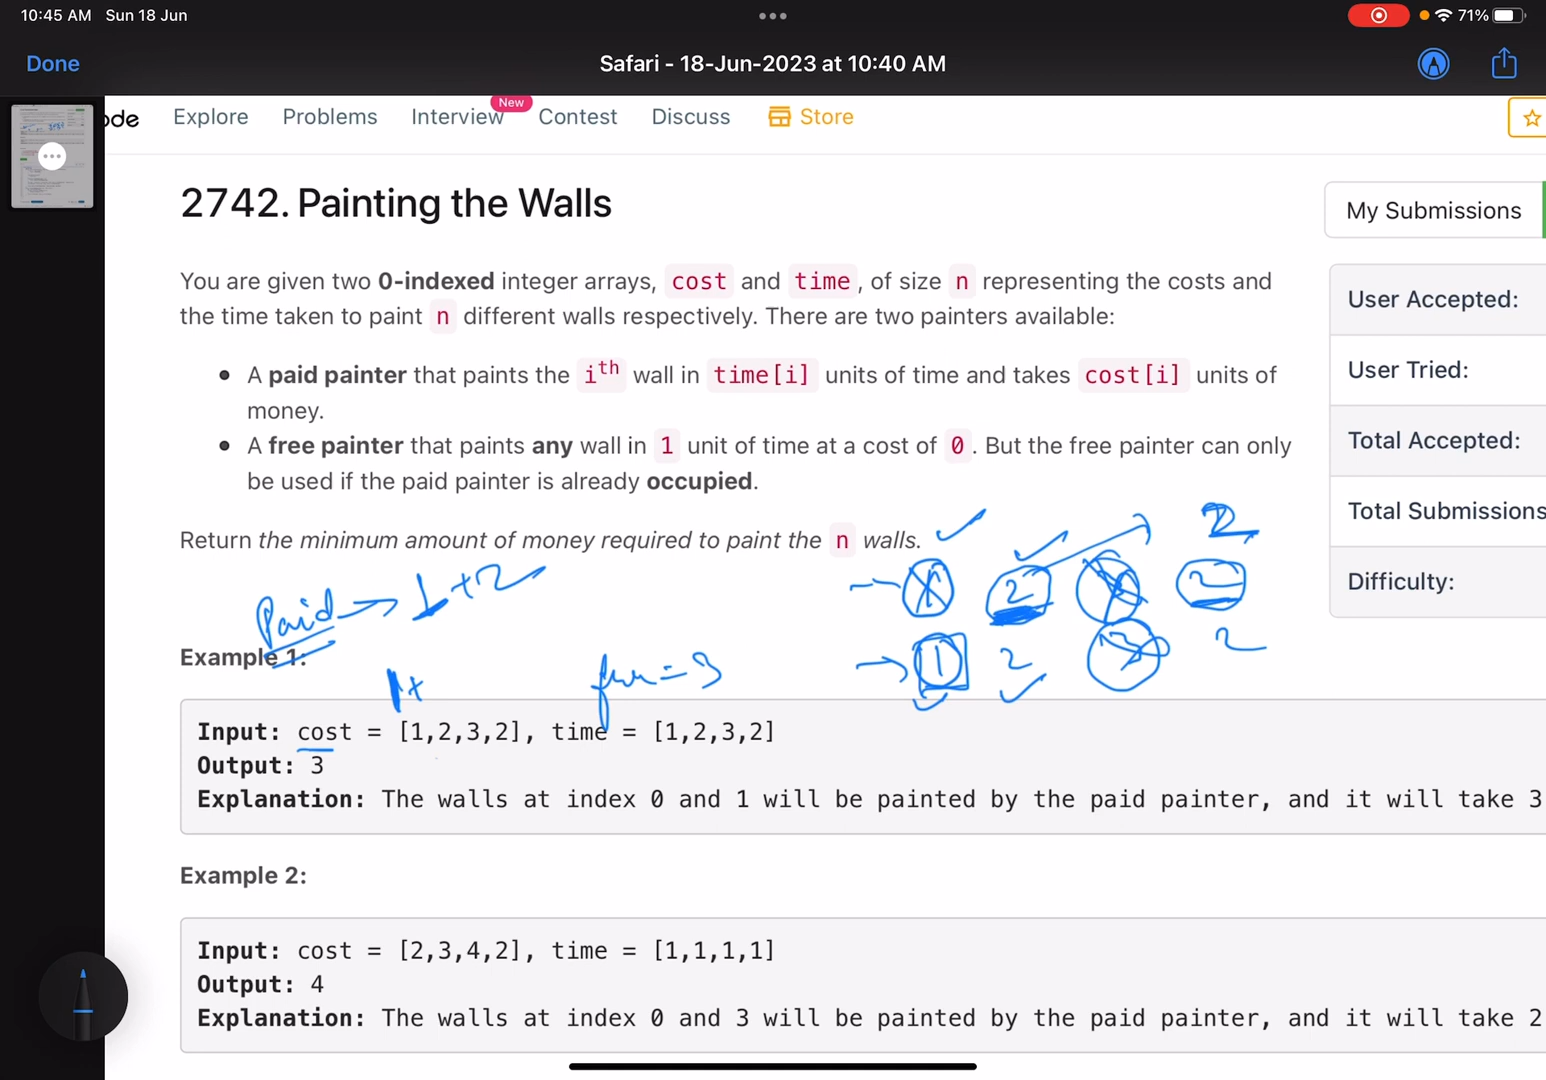 10:45 AM Sun 18 Jun
71%
Done
Safari - 18-Jun-2023 at 10:40 AM
ode Explore Problems Interview New Contest Discuss Store
2742. Painting the Walls
My Submissions
You are given two 0-indexed integer arrays, cost and time, of size n representing the costs and
the time taken to paint n different walls respectively. There are two painters available:
User Accepted:
User Tried:
• A paid painter that paints the ith wall in time[i] units of time and takes cost[i] units of
money.
• A free painter that paints any wall in 1 unit of time at a cost of 0. But the free painter can only
be used if the paid painter is already occupied.
Total Accepted:
Total Submissions
Difficulty:
Return the minimum amount of money required to paint the n walls.
2
2 2
Paid → 1+2
1 2 3 2
Example 1:
1+
Input: cost = [1,2,3,2], time = [1,2,3,2]
Output: 3
Explanation: The walls at index 0 and 1 will be painted by the paid painter, and it will take 3
Example 2:
Input: cost = [2,3,4,2], time = [1,1,1,1]
Output: 4
Explanation: The walls at index 0 and 3 will be painted by the paid painter, and it will take 2